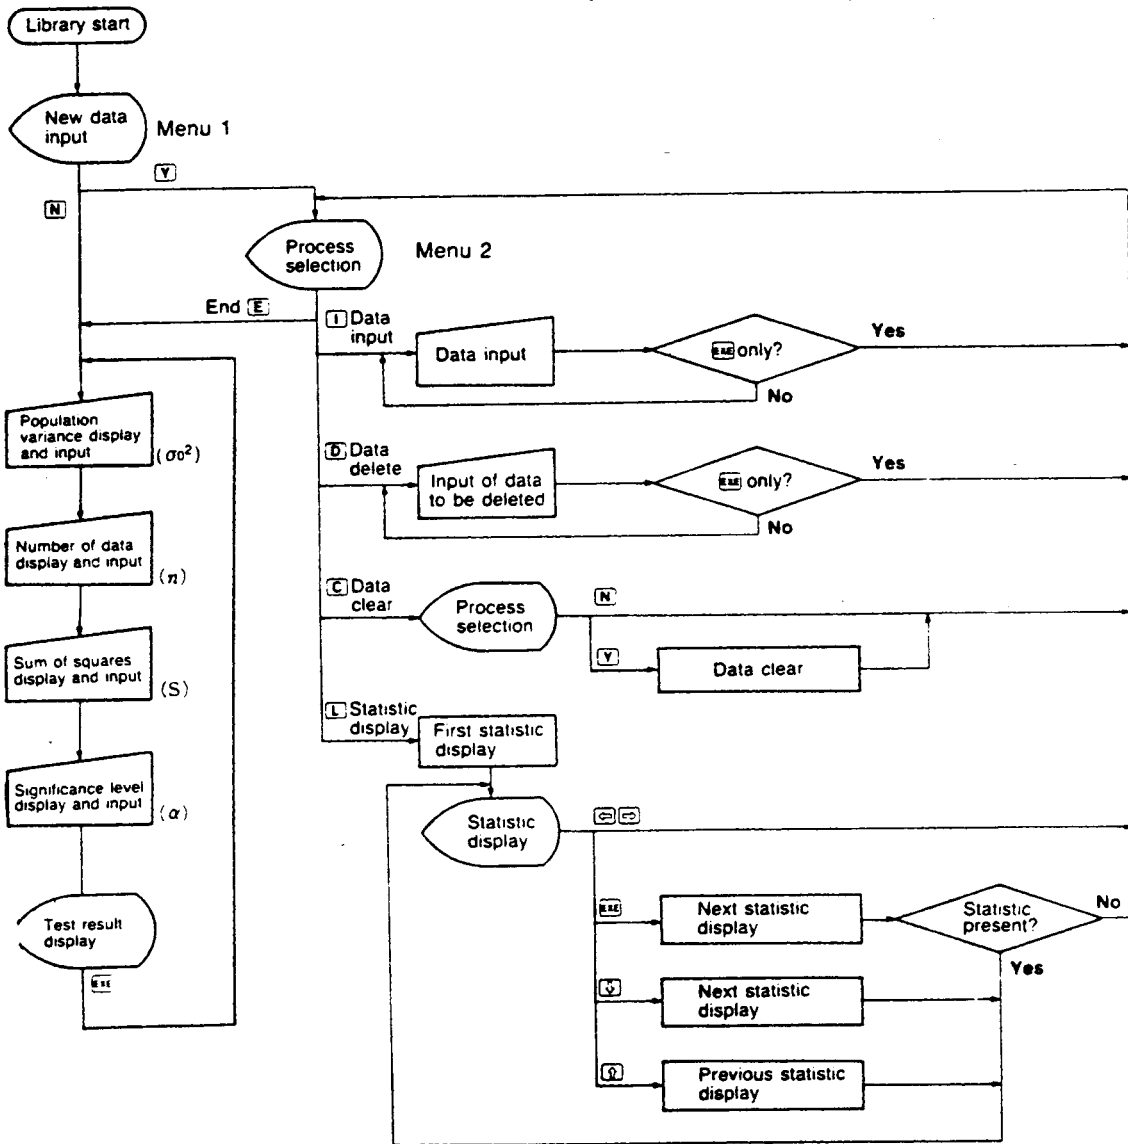 Library start
New data
input
Menu 1
Y
N
Process
selection
Menu 2
End E
I Data
input
Data input
EXE only?
Yes
No
Population
variance display
and input
(σ0²)
D Data
delete
Input of data
to be deleted
EXE only?
Yes
No
Number of data
display and input
(n)
C Data
clear
Process
selection
N
Y
Data clear
Sum of squares
display and input
(S)
L Statistic
display
First statistic
display
Significance level
display and input
(α)
Statistic
display
⇦ ⇨
Test result
display
EXE
EXE
Next statistic
display
Statistic
present?
No
Yes
⇩
Next statistic
display
⇧
Previous statistic
display